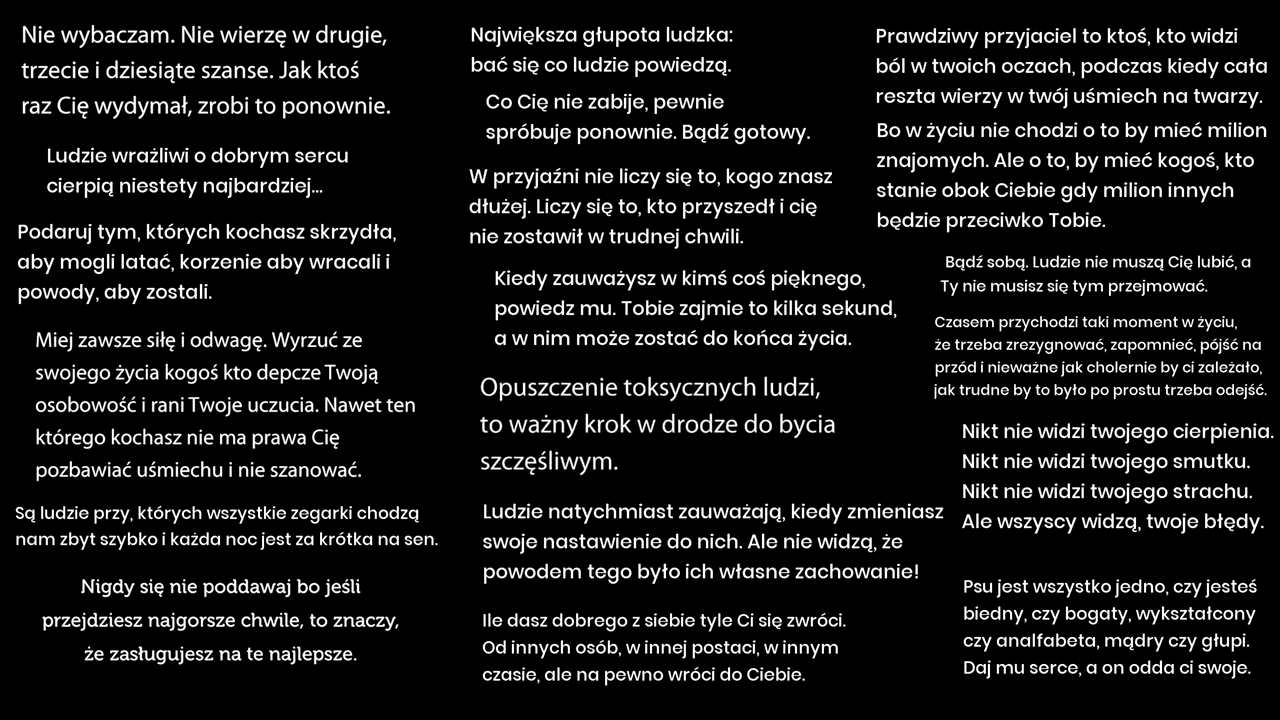 Nie wybaczam. Nie wierzę w drugie,
trzecie i dziesiąte szanse. Jak ktoś
raz Cię wydymał, zrobi to ponownie.
Ludzie wrażliwi o dobrym sercu
cierpią niestety najbardziej...
Podaruj tym, których kochasz skrzydła,
aby mogli latać, korzenie aby wracali i
powody, aby zostali.
Miej zawsze siłę i odwagę. Wyrzuć ze
swojego życia kogoś kto depcze Twoją
osobowość i rani Twoje uczucia. Nawet ten
którego kochasz nie ma prawa Cię
pozbawiać uśmiechu i nie szanować.
Są ludzie przy, których wszystkie zegarki chodzą
nam zbyt szybko i każda noc jest za krótka na sen.
Nigdy się nie poddawaj bo jeśli
przejdziesz najgorsze chwile, to znaczy,
że zasługujesz na te najlepsze.
Największa głupota ludzka:
bać się co ludzie powiedzą.
Co Cię nie zabije, pewnie
spróbuje ponownie. Bądź gotowy.
W przyjaźni nie liczy się to, kogo znasz
dłużej. Liczy się to, kto przyszedł i cię
nie zostawił w trudnej chwili.
Kiedy zauważysz w kimś coś pięknego,
powiedz mu. Tobie zajmie to kilka sekund,
a w nim może zostać do końca życia.
Opuszczenie toksycznych ludzi,
to ważny krok w drodze do bycia
szczęśliwym.
Ludzie natychmiast zauważają, kiedy zmieniasz
swoje nastawienie do nich. Ale nie widzą, że
powodem tego było ich własne zachowanie!
Ile dasz dobrego z siebie tyle Ci się zwróci.
Od innych osób, w innej postaci, w innym
czasie, ale na pewno wróci do Ciebie.
Prawdziwy przyjaciel to ktoś, kto widzi
ból w twoich oczach, podczas kiedy cała
reszta wierzy w twój uśmiech na twarzy.
Bo w życiu nie chodzi o to by mieć milion
znajomych. Ale o to, by mieć kogoś, kto
stanie obok Ciebie gdy milion innych
będzie przeciwko Tobie.
Bądź sobą. Ludzie nie muszą Cię lubić, a
Ty nie musisz się tym przejmować.
Czasem przychodzi taki moment w życiu,
że trzeba zrezygnować, zapomnieć, pójść na
przód i nieważne jak cholernie by ci zależało,
jak trudne by to było po prostu trzeba odejść.
Nikt nie widzi twojego cierpienia.
Nikt nie widzi twojego smutku.
Nikt nie widzi twojego strachu.
Ale wszyscy widzą, twoje błędy.
Psu jest wszystko jedno, czy jesteś
biedny, czy bogaty, wykształcony
czy analfabeta, mądry czy głupi.
Daj mu serce, a on odda ci swoje.